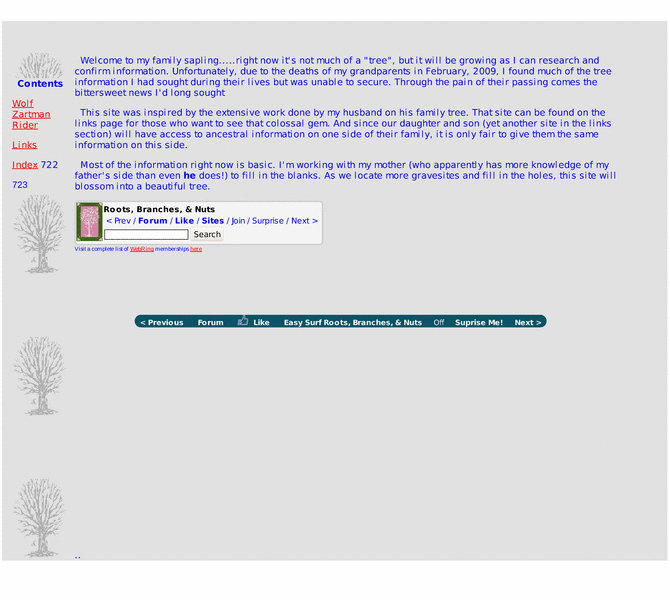 Contents
Wolf
Zartman
Rider
Links
Index 722
723
Welcome to my family sapling.....right now it's not much of a "tree", but it will be growing as I can research and
confirm information. Unfortunately, due to the deaths of my grandparents in February, 2009, I found much of the tree
information I had sought during their lives but was unable to secure. Through the pain of their passing comes the
bittersweet news I'd long sought
This site was inspired by the extensive work done by my husband on his family tree. That site can be found on the
links page for those who want to see that colossal gem. And since our daughter and son (yet another site in the links
section) will have access to ancestral information on one side of their family, it is only fair to give them the same
information on this side.
Most of the information right now is basic. I'm working with my mother (who apparently has more knowledge of my
father's side than even he does!) to fill in the blanks. As we locate more gravesites and fill in the holes, this site will
blossom into a beautiful tree.
Roots, Branches, & Nuts
< Prev / Forum / Like / Sites / Join / Surprise / Next >
Search
Visit a complete list of WebRing memberships here
< Previous Forum Like Easy Surf Roots, Branches, & Nuts Off Suprise Me! Next >
..